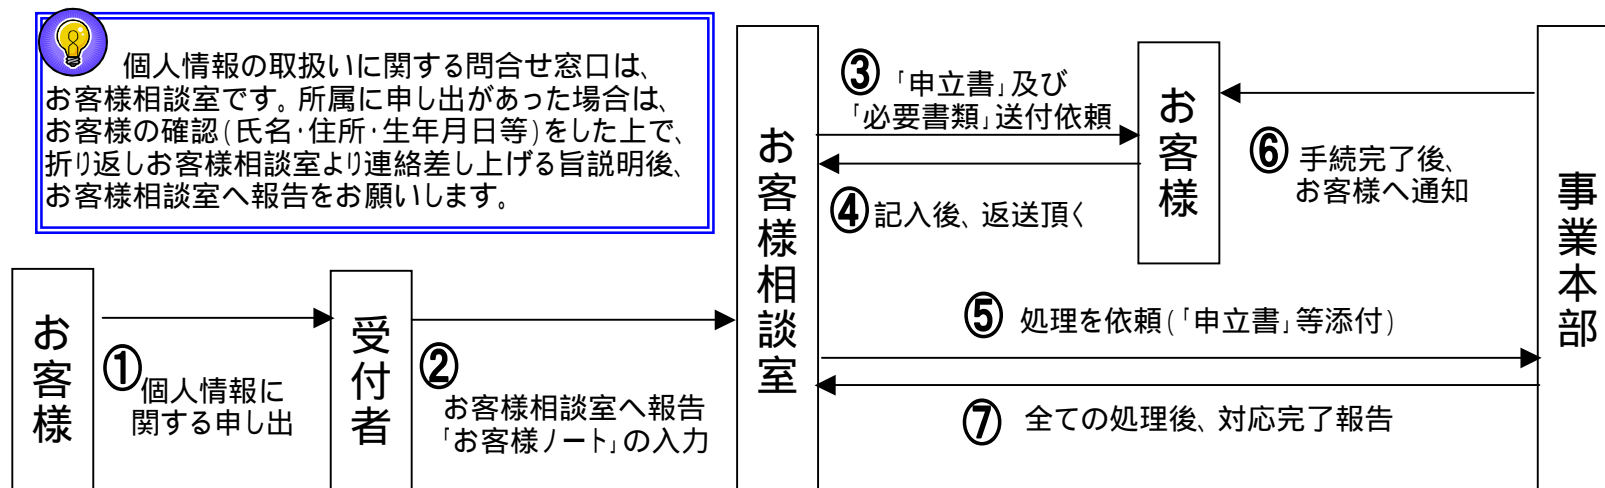 個人情報の取扱いに関する問合せ窓口は、
お客様相談室です。所属に申し出があった場合は、
お客様の確認(氏名・住所・生年月日等)をした上で、
折り返しお客様相談室より連絡差し上げる旨説明後、
お客様相談室へ報告をお願いします。
お客様
①
個人情報に
関する申し出
受付者
②
お客様相談室へ報告
「お客様ノート」の入力
お客様相談室
③
「申立書」及び
「必要書類」送付依頼
④記入後、返送頂く
お客様
⑤ 処理を依頼(「申立書」等添付)
⑥ 手続完了後、
お客様へ通知
⑦ 全ての処理後、対応完了報告
事業本部